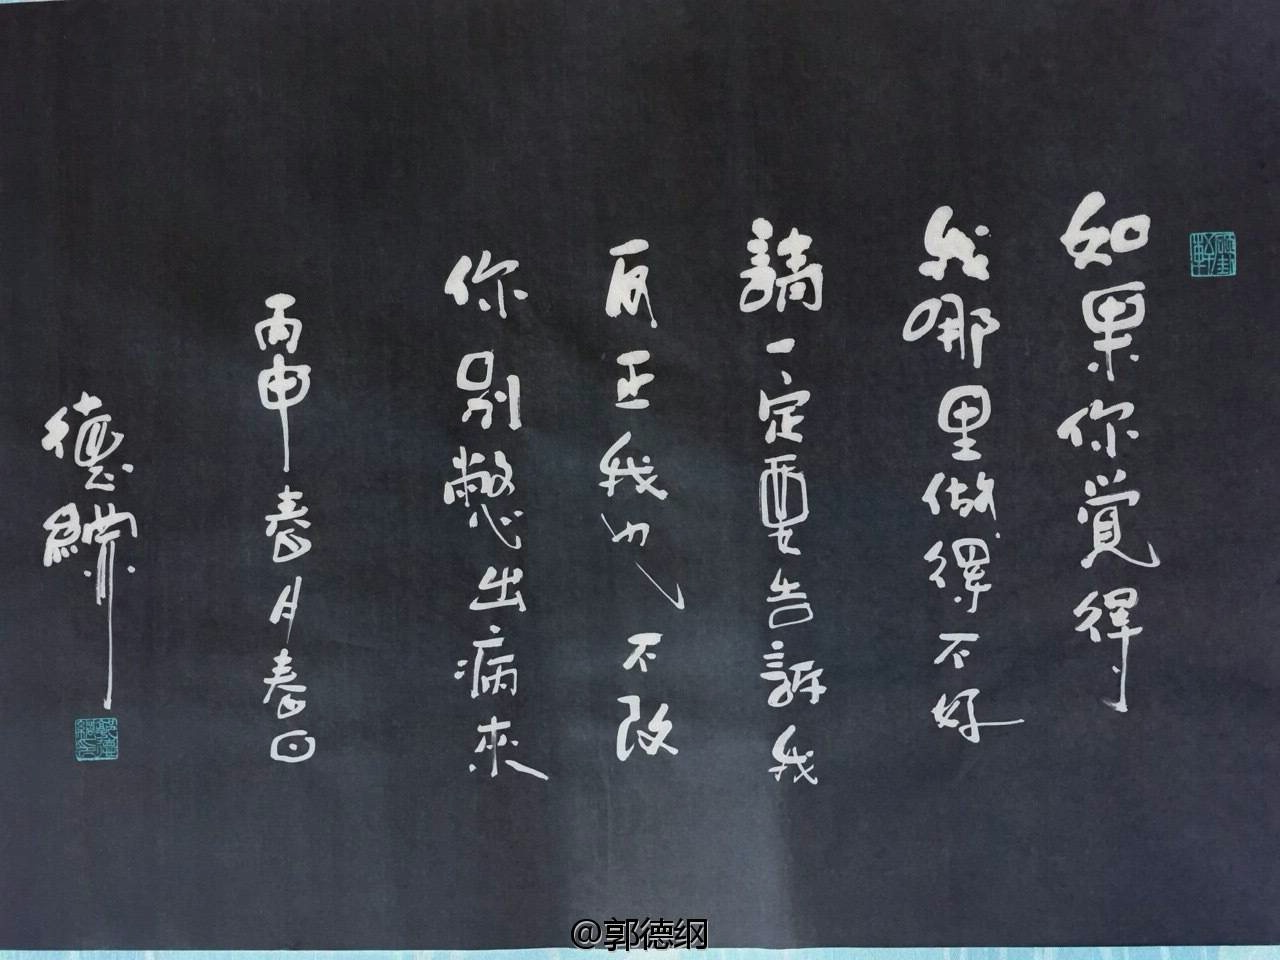 如果你覺得
我哪里做得不好
請一定要告訴我
反正我也不改
你別憋出病來
丙申春月春日
德綱
@郭德纲